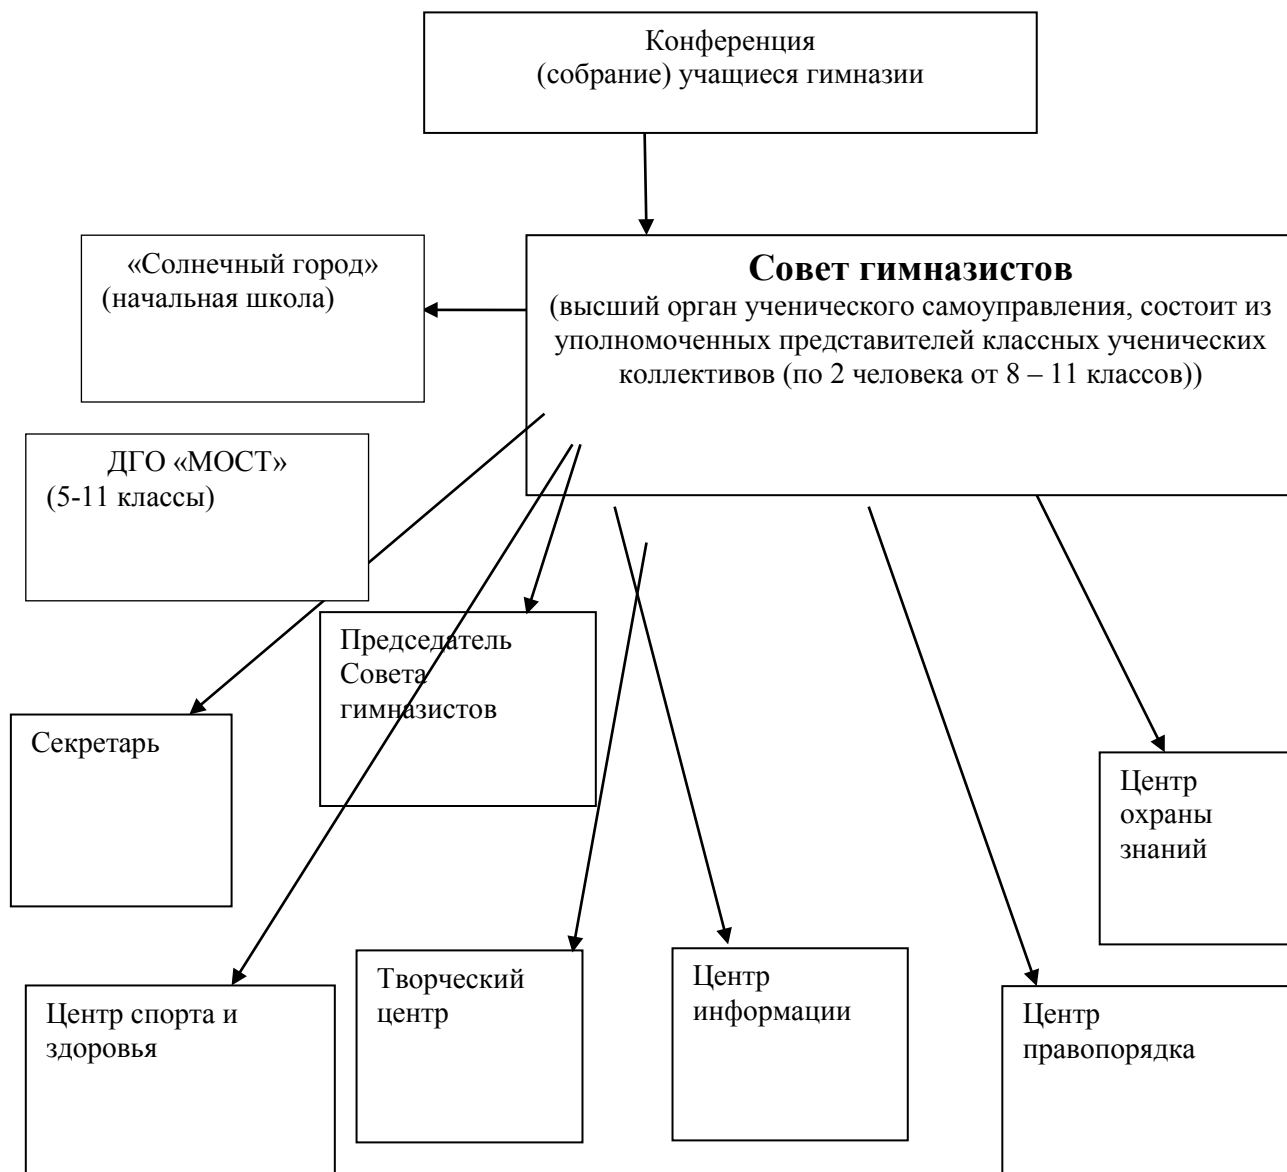 Конференция
(собрание) учащиеся гимназии
«Солнечный город»
(начальная школа)
Совет гимназистов
(высший орган ученического самоуправления, состоит из
уполномоченных представителей классных ученических
коллективов (по 2 человека от 8 – 11 классов))
ДГО «МОСТ»
(5-11 классы)
Председатель
Совета
гимназистов
Секретарь
Центр
охраны
знаний
Центр спорта и
здоровья
Творческий
центр
Центр
информации
Центр
правопорядка